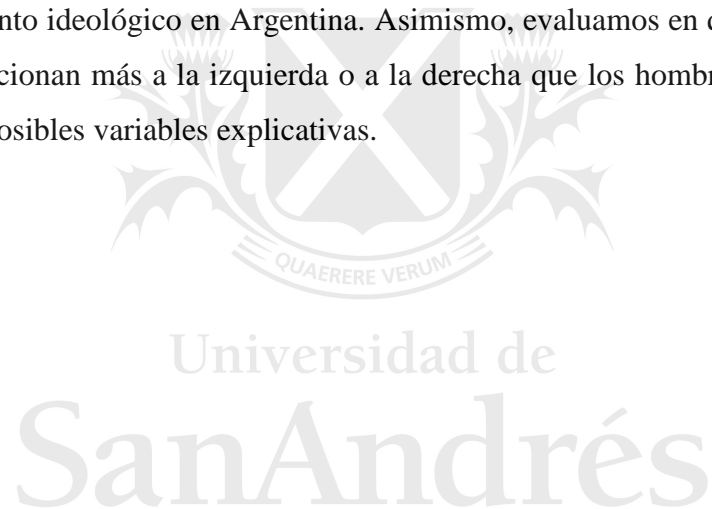 nto ideológico en Argentina. Asimismo, evaluamos en
cionan más a la izquierda o a la derecha que los hombr
osibles variables explicativas.
QUAERERE VERUM
Universidad de
SanAndrés